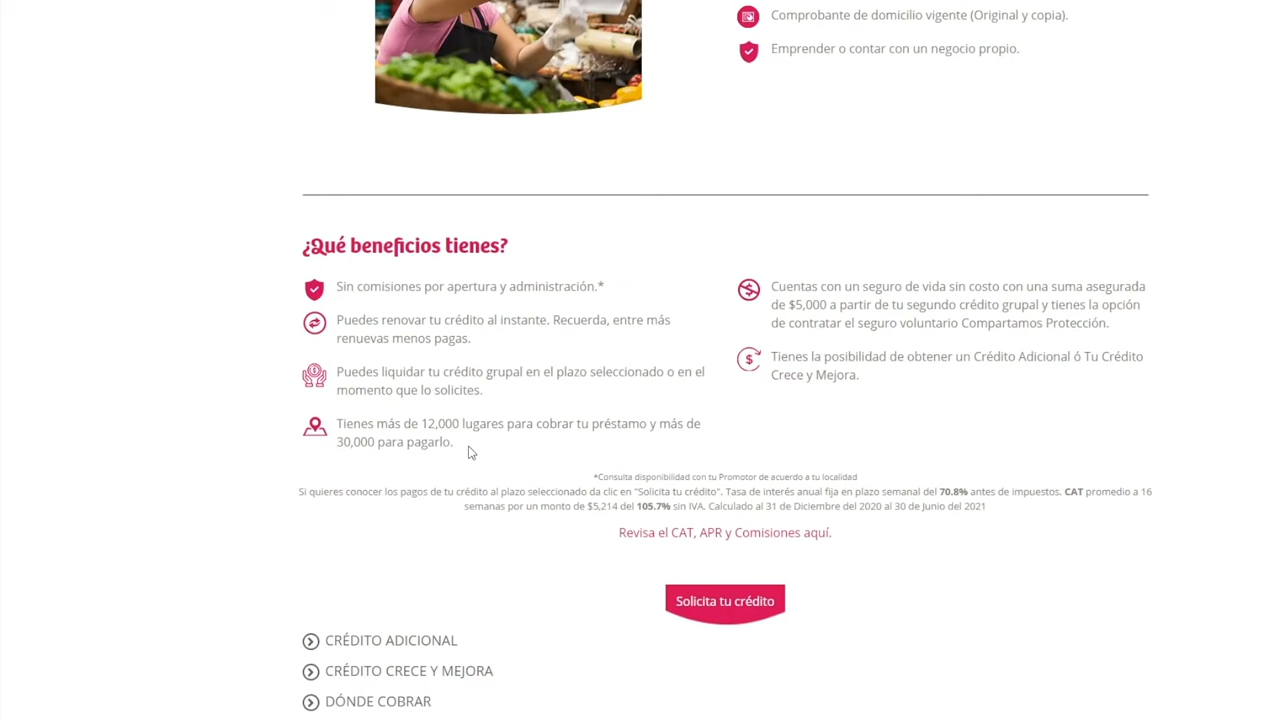 Comprobante de domicilio vigente (Original y copia).
Emprender o contar con un negocio propio.
¿Qué beneficios tienes?
Sin comisiones por apertura y administración.*
Puedes renovar tu crédito al instante. Recuerda, entre más
renuevas menos pagas.
Puedes liquidar tu crédito grupal en el plazo seleccionado o en el
momento que lo solicites.
Tienes más de 12,000 lugares para cobrar tu préstamo y más de
30,000 para pagarlo.
Cuentas con un seguro de vida sin costo con una suma asegurada
de $5,000 a partir de tu segundo crédito grupal y tienes la opción
de contratar el seguro voluntario Compartamos Protección.
Tienes la posibilidad de obtener un Crédito Adicional ó Tu Crédito
Crece y Mejora.
*Consulta disponibilidad con tu Promotor de acuerdo a tu localidad
Si quieres conocer los pagos de tu crédito al plazo seleccionado da clic en "Solicita tu crédito". Tasa de interés anual fija en plazo semanal del 70.8% antes de impuestos. CAT promedio a 16
semanas por un monto de $5,214 del 105.7% sin IVA. Calculado al 31 de Diciembre del 2020 al 30 de Junio del 2021
Revisa el CAT, APR y Comisiones aquí.
Solicita tu crédito
CRÉDITO ADICIONAL
CRÉDITO CRECE Y MEJORA
DÓNDE COBRAR